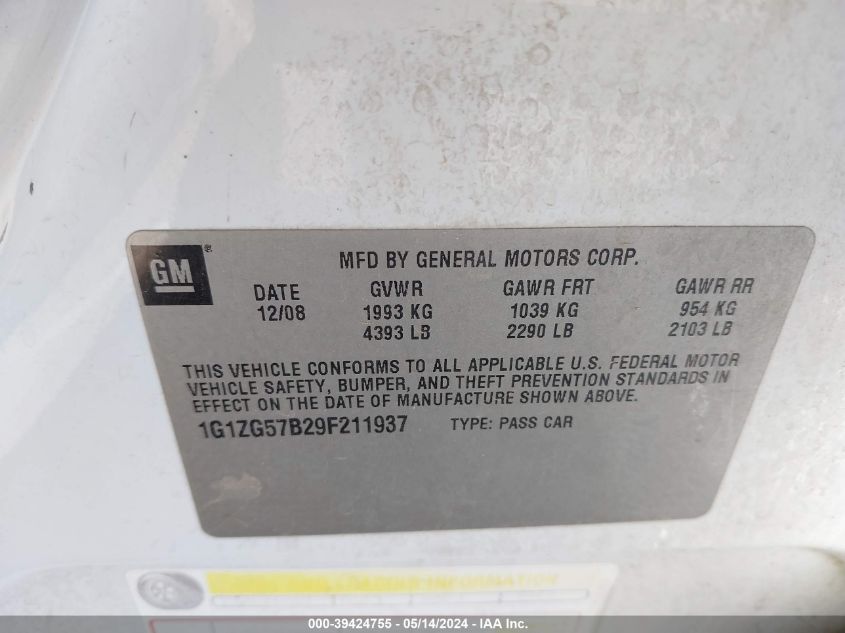 GM®
MFD BY GENERAL MOTORS CORP.
DATE GVWR GAWR FRT GAWR RR
12/08 1993 KG 1039 KG 954 KG
4393 LB 2290 LB 2103 LB
THIS VEHICLE CONFORMS TO ALL APPLICABLE U.S. FEDERAL MOTOR
VEHICLE SAFETY, BUMPER, AND THEFT PREVENTION STANDARDS IN
EFFECT ON THE DATE OF MANUFACTURE SHOWN ABOVE.
1G1ZG57B29F211937 TYPE: PASS CAR
LOADING INFORMATION
000-39424755 - 05/14/2024 - IAA Inc.